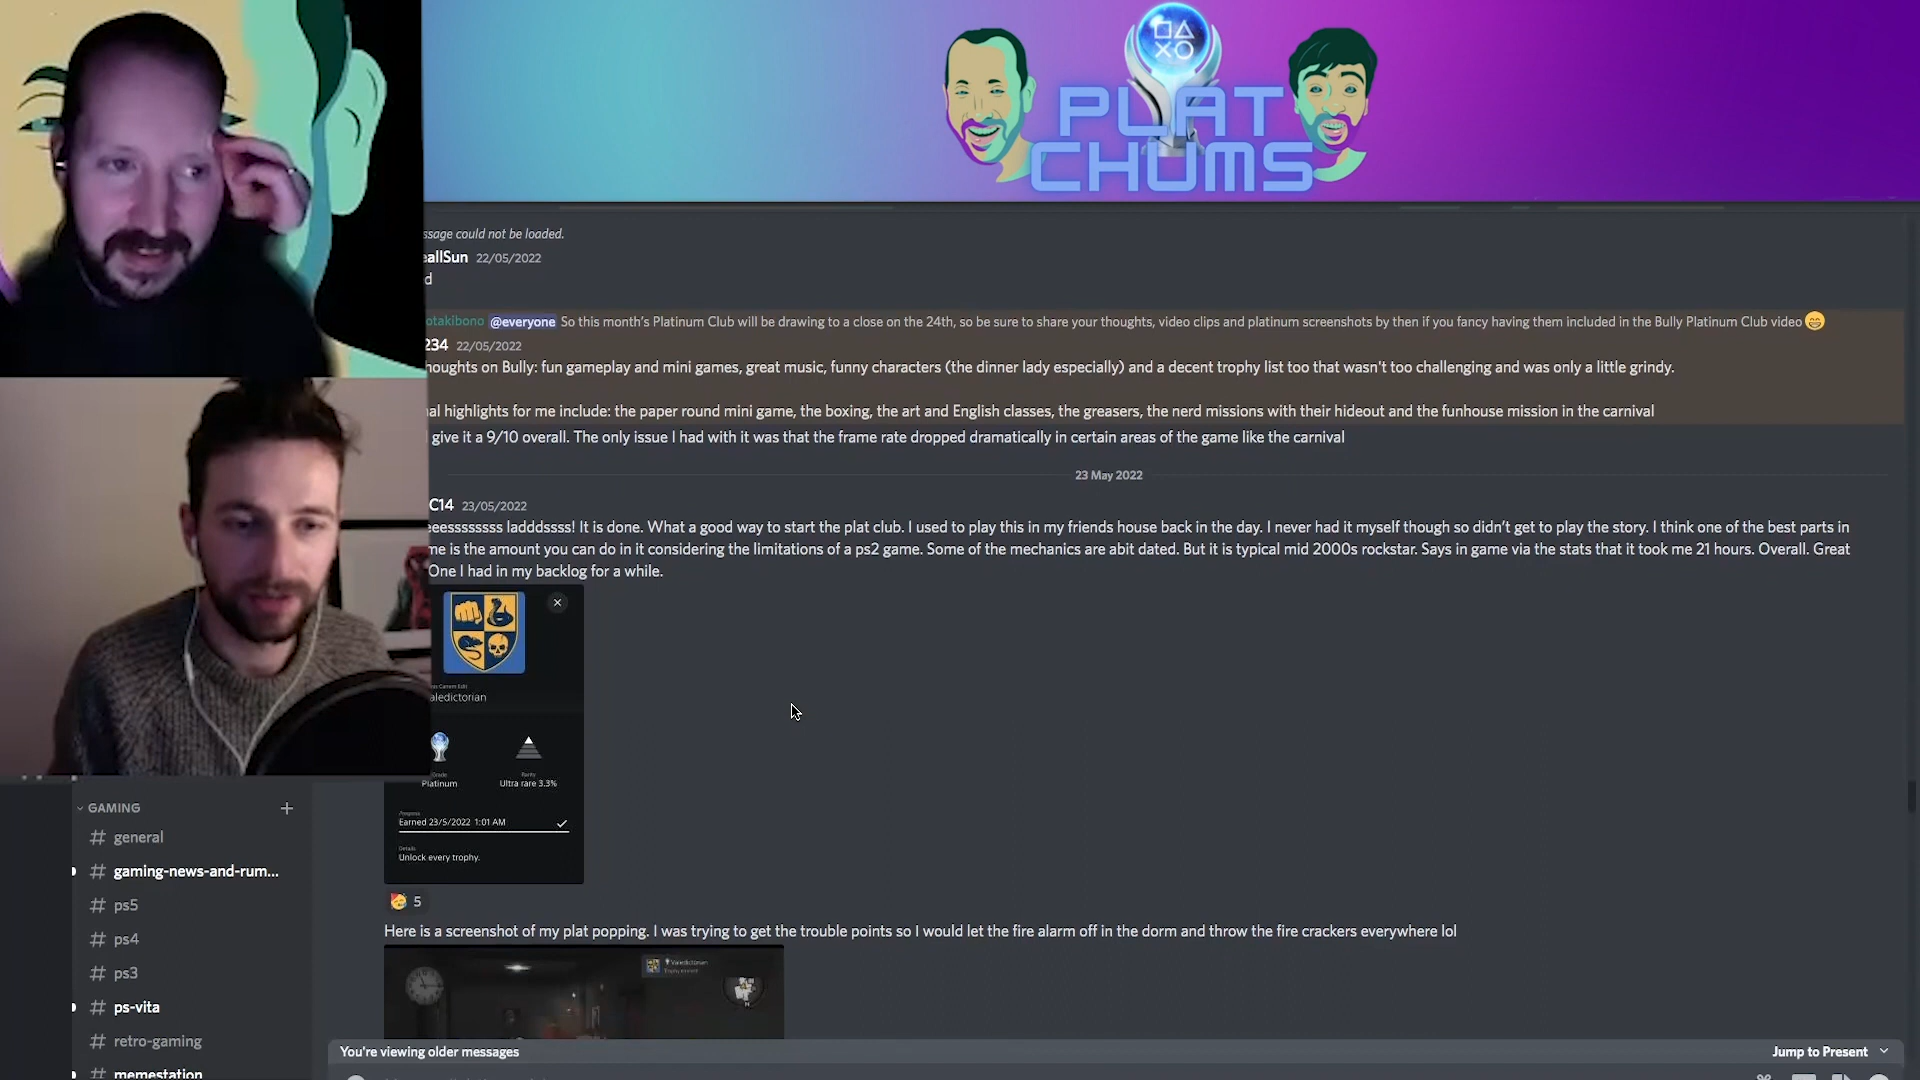 PLAT
CHUMS
ssage could not be loaded.
eallSun 22/05/2022
d
otakibono @everyone So this month's Platinum Club will be drawing to a close on the 24th, so be sure to share your thoughts, video clips and platinum screenshots by then if you fancy having them included in the Bully Platinum Club video
234 22/05/2022
noughts on Bully: fun gameplay and mini games, great music, funny characters (the dinner lady especially) and a decent trophy list too that wasn't too challenging and was only a little grindy.
al highlights for me include: the paper round mini game, the boxing, the art and English classes, the greasers, the nerd missions with their hideout and the funhouse mission in the carnival
give it a 9/10 overall. The only issue I had with it was that the frame rate dropped dramatically in certain areas of the game like the carnival
23 May 2022
C14 23/05/2022
eeesssssssss ladddssss! It is done. What a good way to start the plat club. I used to play this in my friends house back in the day. I never had it myself though so didn't get to play the story. I think one of the best parts in
me is the amount you can do in it considering the limitations of a ps2 game. Some of the mechanics are abit dated. But it is typical mid 2000s rockstar. Says in game via the stats that it took me 21 hours. Overall. Great
One I had in my backlog for a while.
aledictorian
Grade
Rarity
Platinum
Ultra rare 3.3%
Progress
Earned 23/5/2022 1:01 AM
Details
Unlock every trophy.
5
Here is a screenshot of my plat popping. I was trying to get the trouble points so I would let the fire alarm off in the dorm and throw the fire crackers everywhere lol
Valedictorian
Trophy earned
GAMING
# general
# gaming-news-and-rum...
# ps5
# ps4
# ps3
# ps-vita
# retro-gaming
# memestation
You're viewing older messages
Jump to Present